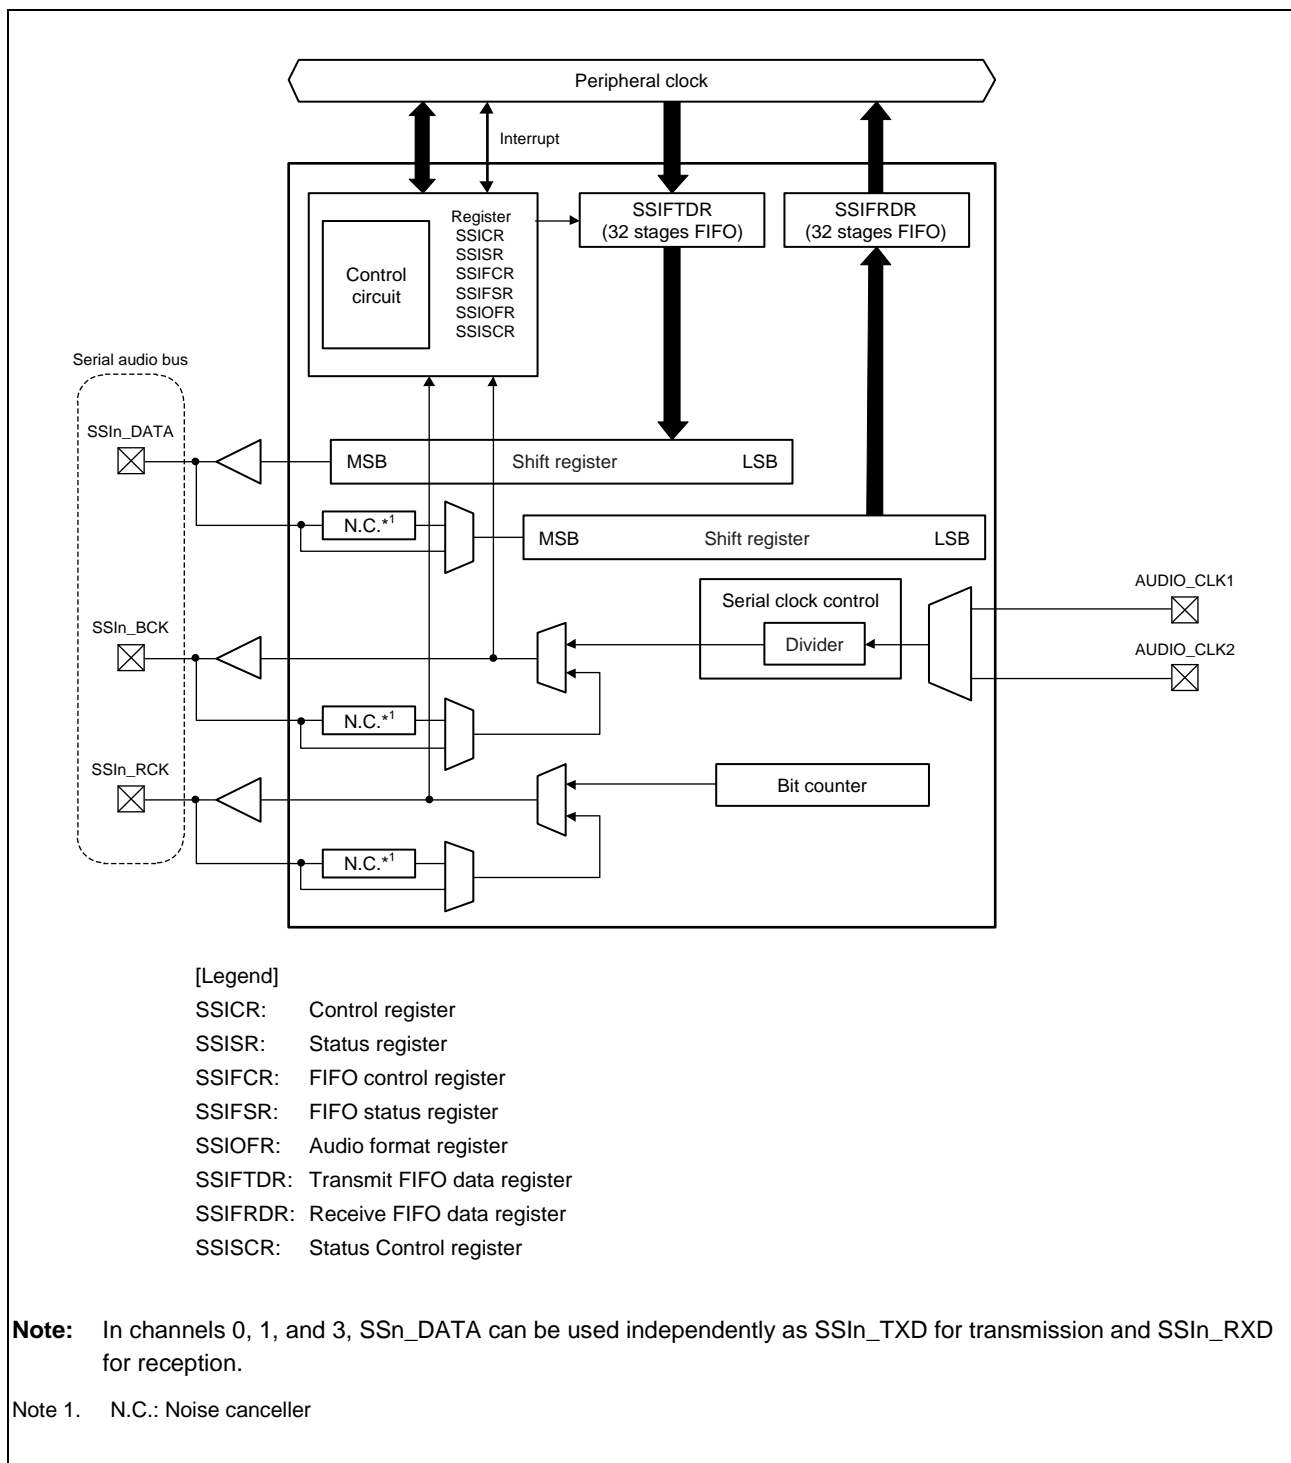 Peripheral clock
Interrupt
Register
SSICR
SSISR
SSIFCR
SSIFSR
SSIOFR
SSISCR
Control
circuit
SSIFTDR
(32 stages FIFO)
SSIFRDR
(32 stages FIFO)
Serial audio bus
SSIn_DATA
MSB Shift register LSB
N.C.*1
MSB Shift register LSB
AUDIO_CLK1
Serial clock control
SSIn_BCK
Divider
AUDIO_CLK2
N.C.*1
SSIn_RCK
Bit counter
N.C.*1
[Legend]
SSICR: Control register
SSISR: Status register
SSIFCR: FIFO control register
SSIFSR: FIFO status register
SSIOFR: Audio format register
SSIFTDR: Transmit FIFO data register
SSIFRDR: Receive FIFO data register
SSISCR: Status Control register
Note: In channels 0, 1, and 3, SSn_DATA can be used independently as SSIn_TXD for transmission and SSIn_RXD
for reception.
Note 1. N.C.: Noise canceller